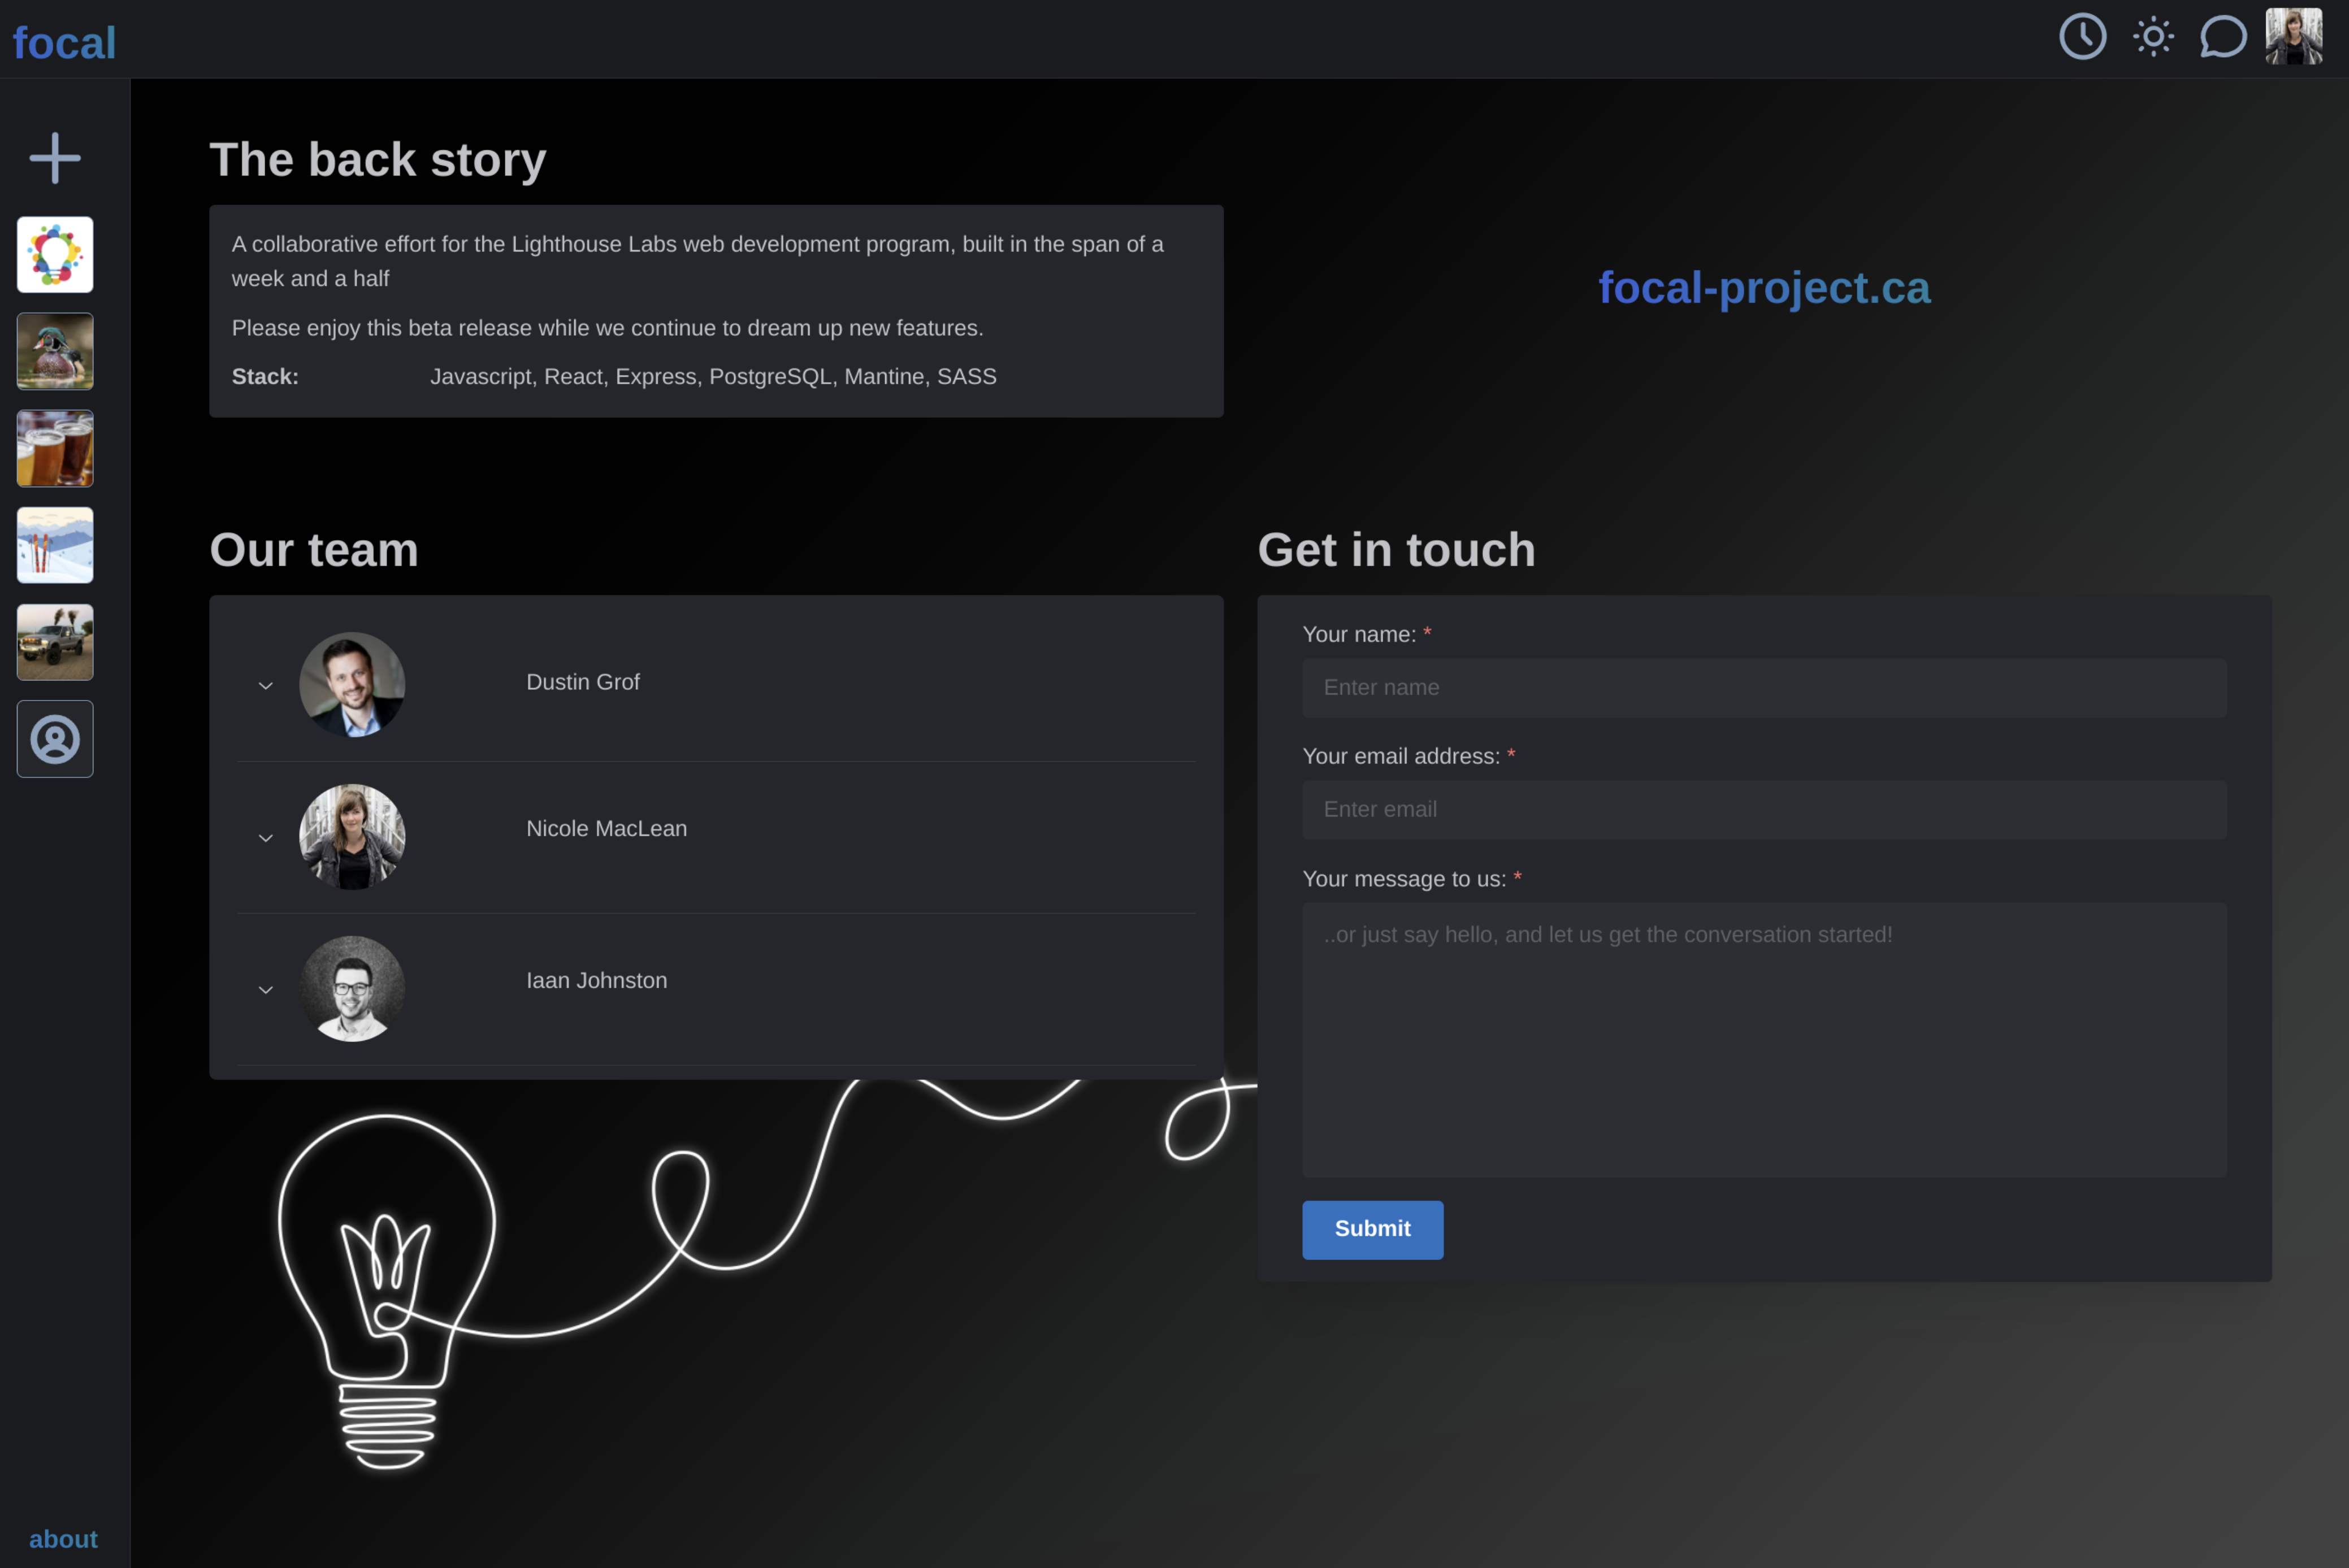 focal
The back story
A collaborative effort for the Lighthouse Labs web development program, built in the span of a
week and a half
Please enjoy this beta release while we continue to dream up new features.
Stack: Javascript, React, Express, PostgreSQL, Mantine, SASS
focal-project.ca
Our team
Dustin Grof
Nicole MacLean
Iaan Johnston
Get in touch
Your name: *
Enter name
Your email address: *
Enter email
Your message to us: *
..or just say hello, and let us get the conversation started!
Submit
about